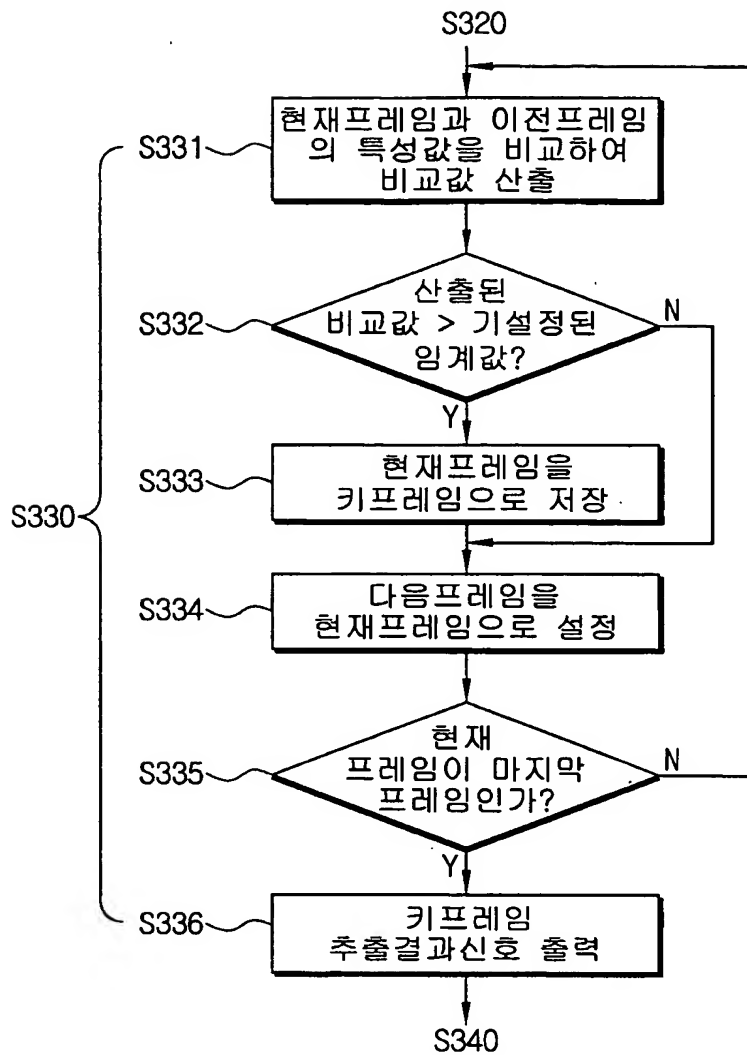 S320
S331
현재프레임과 이전프레임
의 특성값을 비교하여
비교값 산출
S332
산출된
비교값 > 기설정된
임계값?
N
Y
S333
현재프레임을
키프레임으로 저장
S330
S334
다음프레임을
현재프레임으로 설정
S335
현재
프레임이 마지막
프레임인가?
N
Y
S336
키프레임
추출결과신호 출력
S340